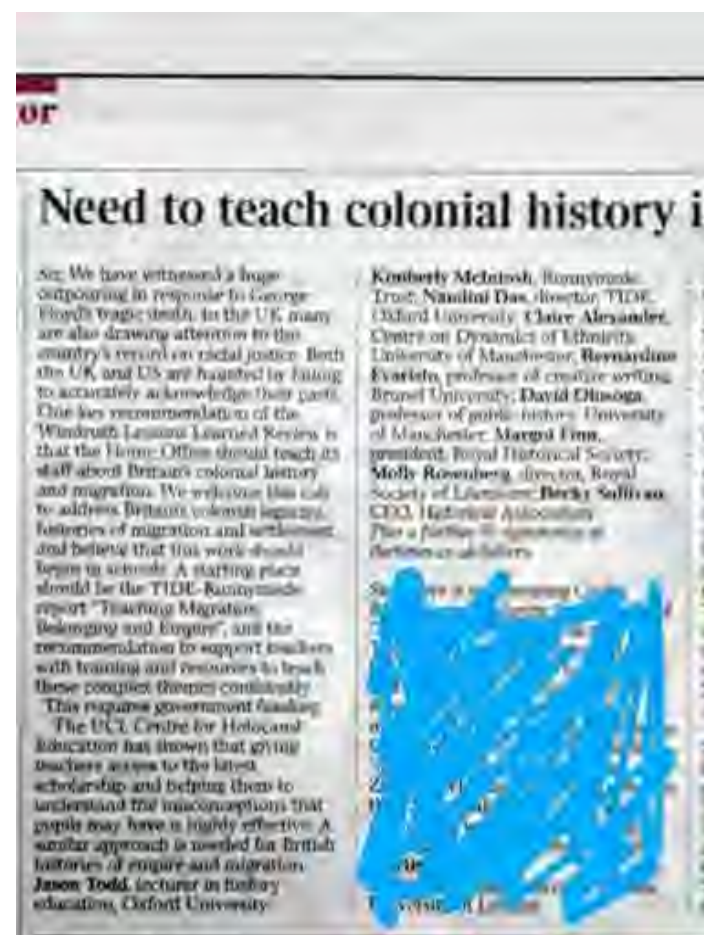 or
Need to teach colonial history i
Sir, We have witnessed a huge
outpouring in response to George
Floyd's tragic death. In the UK many
are also drawing attention to the
country's record on racial justice. Both
the UK and US are haunted by failing
to accurately acknowledge their pasts.
One key recommendation of the
Windrush Lessons Learned Review is
that the Home Office should teach its
staff about Britain's colonial history
and migration. We welcome this call
to address Britain's colonial legacies,
histories of migration and settlement,
and believe that this work should
begin in schools. A starting place
should be the TIDE-Runnymede
report "Teaching Migration,
Belonging and Empire", and the
recommendation to support teachers
with training and resources to teach
these complex themes confidently.
This requires government funding.
The UCL Centre for Holocaust
Education has shown that giving
teachers access to the latest
scholarship and helping them to
understand the misconceptions that
pupils may have is highly effective. A
similar approach is needed for British
histories of empire and migration.
Jason Todd, lecturer in history
education, Oxford University
Kimberly McIntosh, Runnymede
Trust; Nandini Das, director, TIDE,
Oxford University; Claire Alexander,
Centre on Dynamics of Ethnicity,
University of Manchester; Bernardine
Evaristo, professor of creative writing,
Brunel University; David Olusoga,
professor of public history, University
of Manchester; Margot Finn,
president, Royal Historical Society;
Molly Rosenberg, director, Royal
Society of Literature; Becky Sullivan,
CEO, Historical Association
Plus a further signatories at